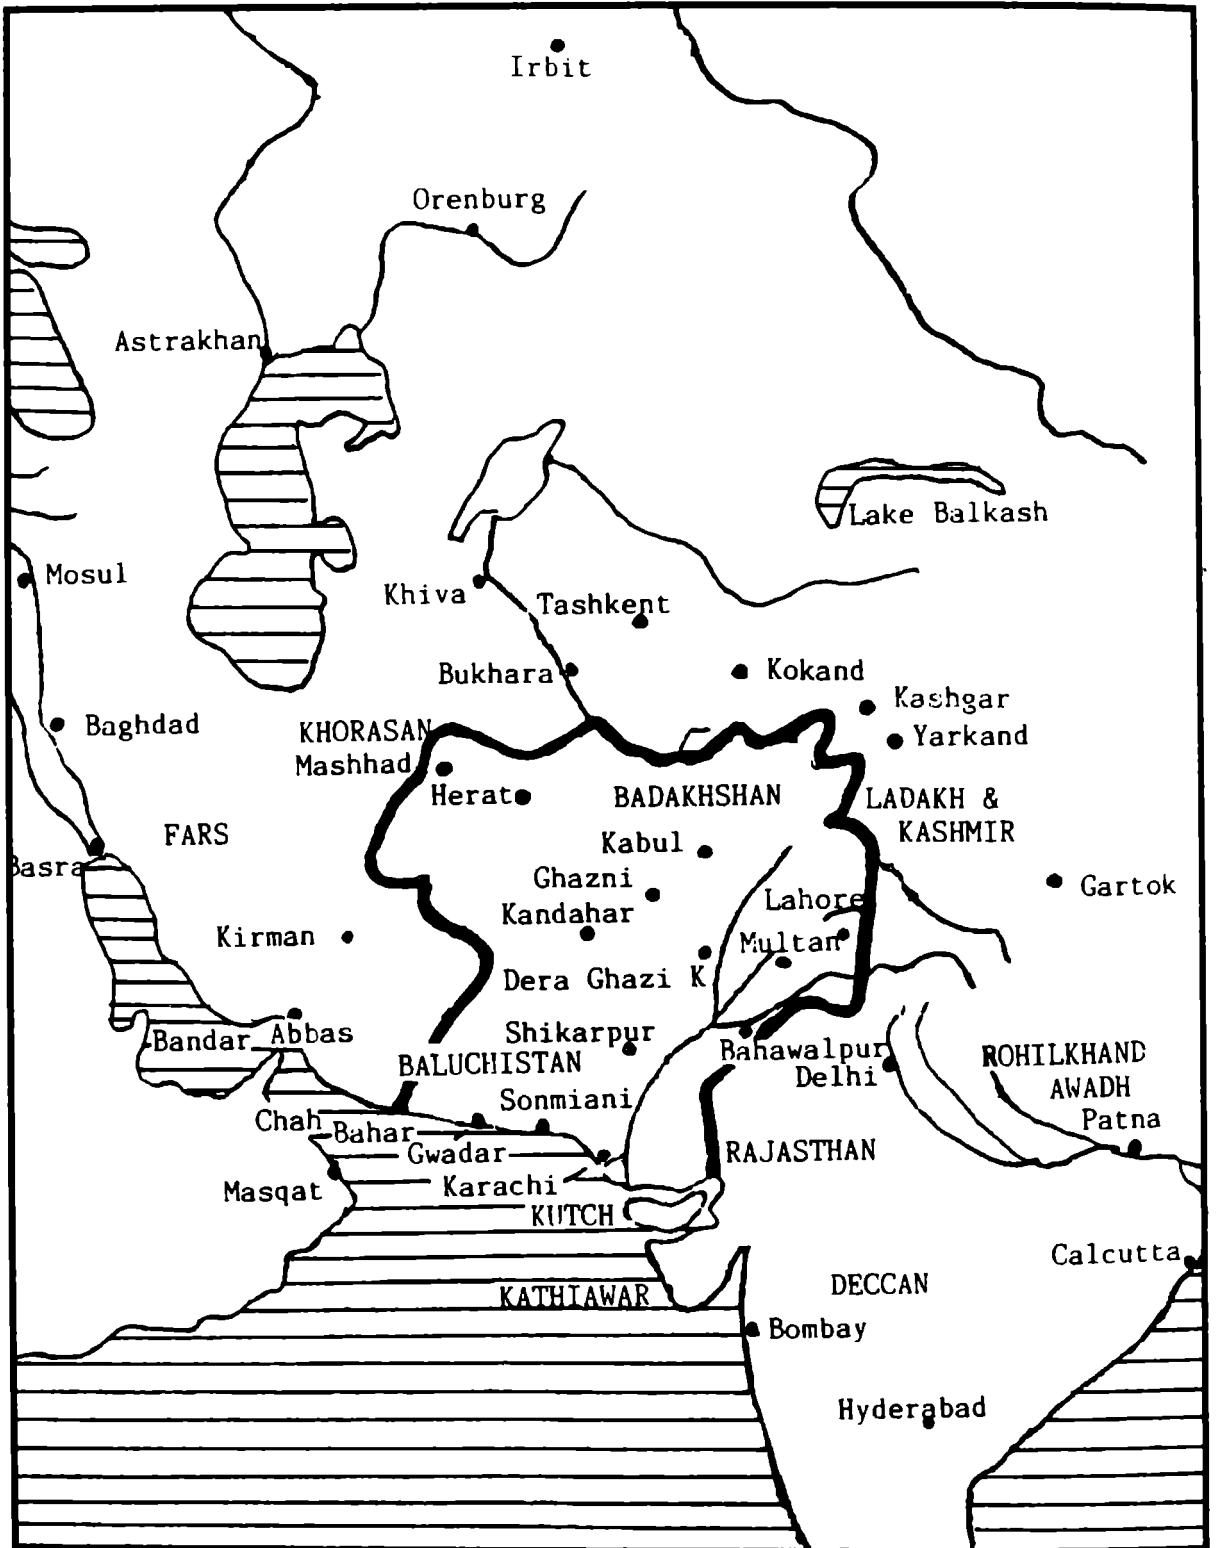 Irbit
Orenburg
Astrakhan
Lake Balkash
Mosul
Khiva
Tashkent
Bukhara
Kokand
Kashgar
Baghdad
KHORASAN
Yarkand
Mashhad
Herat
BADAKHSHAN
LADAKH &
KASHMIR
FARS
Kabul
Basra
Ghazni
Gartok
Lahore
Kandahar
Kirman
Multan
Dera Ghazi K
Bandar Abbas
Shikarpur
Bahawalpur
ROHILKHAND
BALUCHISTAN
Delhi
AWADH
Sonmiani
Chah Bahar
Patna
Gwadar
RAJASTHAN
Masqat
Karachi
KUTCH
Calcutta
DECCAN
KATHIAWAR
Bombay
Hyderabad